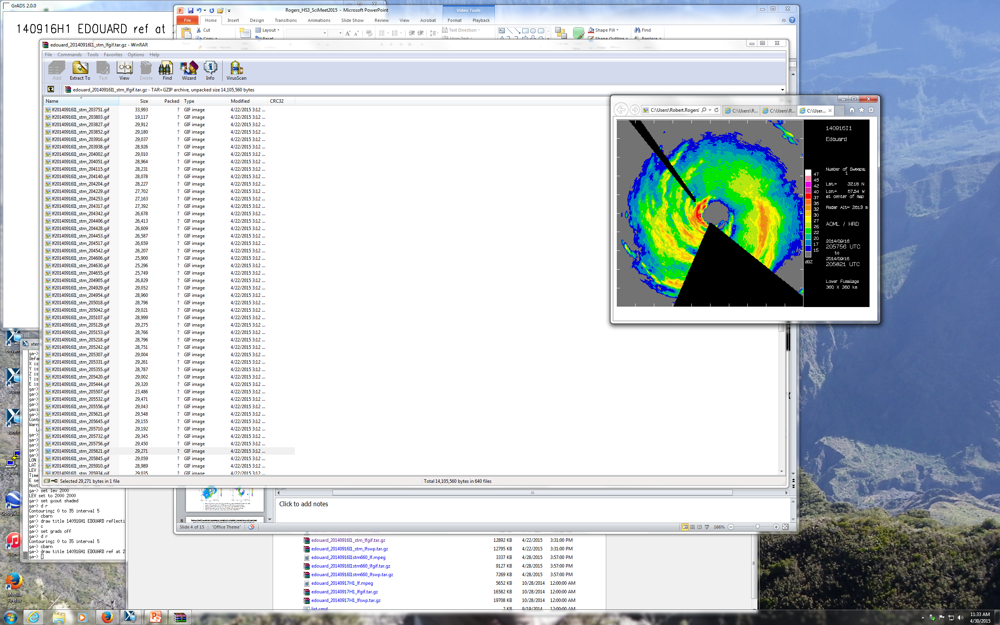 GrADS 2.0.0
140916H1 EDOUARD ref at
Rogers_HS3_SciMeet2015 - Microsoft PowerPoint
Video Tools
File Home Insert Design Transitions Animations Slide Show Review View Acrobat Format Playback
Cut Layout Text Direction Shape Fill Find
Copy Reset Align Text Shape Outline Replace
edouard_20140916I1_stm_lfgif.tar.gz - WinRAR
File Commands Tools Favorites Options Help
Add Extract To Test View Delete Find Wizard Info VirusScan
edouard_20140916I1_stm_lfgif.tar.gz - TAR+GZIP archive, unpacked size 14,105,560 bytes
Name Size Packed Type Modified CRC32
lf20140916I1_stm_203751.gif 33,993 ? GIF image 4/22/2015 3:12 ...
lf20140916I1_stm_203803.gif 19,117 ? GIF image 4/22/2015 3:12 ...
lf20140916I1_stm_203827.gif 29,912 ? GIF image 4/22/2015 3:12 ...
lf20140916I1_stm_203852.gif 29,180 ? GIF image 4/22/2015 3:12 ...
lf20140916I1_stm_203916.gif 29,037 ? GIF image 4/22/2015 3:12 ...
lf20140916I1_stm_203938.gif 28,926 ? GIF image 4/22/2015 3:12 ...
lf20140916I1_stm_204002.gif 29,010 ? GIF image 4/22/2015 3:12 ...
lf20140916I1_stm_204051.gif 28,964 ? GIF image 4/22/2015 3:12 ...
lf20140916I1_stm_204115.gif 28,231 ? GIF image 4/22/2015 3:12 ...
lf20140916I1_stm_204140.gif 28,078 ? GIF image 4/22/2015 3:12 ...
lf20140916I1_stm_204204.gif 28,227 ? GIF image 4/22/2015 3:12 ...
lf20140916I1_stm_204229.gif 27,702 ? GIF image 4/22/2015 3:12 ...
lf20140916I1_stm_204253.gif 27,163 ? GIF image 4/22/2015 3:12 ...
lf20140916I1_stm_204317.gif 27,392 ? GIF image 4/22/2015 3:12 ...
lf20140916I1_stm_204342.gif 26,678 ? GIF image 4/22/2015 3:12 ...
lf20140916I1_stm_204406.gif 26,413 ? GIF image 4/22/2015 3:12 ...
lf20140916I1_stm_204428.gif 26,609 ? GIF image 4/22/2015 3:12 ...
lf20140916I1_stm_204453.gif 26,587 ? GIF image 4/22/2015 3:12 ...
lf20140916I1_stm_204517.gif 26,659 ? GIF image 4/22/2015 3:12 ...
lf20140916I1_stm_204542.gif 26,207 ? GIF image 4/22/2015 3:12 ...
lf20140916I1_stm_204606.gif 25,900 ? GIF image 4/22/2015 3:12 ...
lf20140916I1_stm_204630.gif 25,296 ? GIF image 4/22/2015 3:12 ...
lf20140916I1_stm_204655.gif 25,749 ? GIF image 4/22/2015 3:12 ...
lf20140916I1_stm_204905.gif 26,829 ? GIF image 4/22/2015 3:12 ...
lf20140916I1_stm_204929.gif 29,052 ? GIF image 4/22/2015 3:12 ...
lf20140916I1_stm_204954.gif 28,960 ? GIF image 4/22/2015 3:12 ...
lf20140916I1_stm_205018.gif 28,796 ? GIF image 4/22/2015 3:12 ...
lf20140916I1_stm_205042.gif 29,021 ? GIF image 4/22/2015 3:12 ...
lf20140916I1_stm_205107.gif 28,999 ? GIF image 4/22/2015 3:12 ...
lf20140916I1_stm_205129.gif 29,275 ? GIF image 4/22/2015 3:12 ...
lf20140916I1_stm_205153.gif 28,766 ? GIF image 4/22/2015 3:12 ...
lf20140916I1_stm_205218.gif 28,796 ? GIF image 4/22/2015 3:12 ...
lf20140916I1_stm_205242.gif 28,751 ? GIF image 4/22/2015 3:12 ...
lf20140916I1_stm_205307.gif 29,004 ? GIF image 4/22/2015 3:12 ...
lf20140916I1_stm_205331.gif 29,261 ? GIF image 4/22/2015 3:12 ...
lf20140916I1_stm_205355.gif 28,787 ? GIF image 4/22/2015 3:12 ...
lf20140916I1_stm_205420.gif 29,002 ? GIF image 4/22/2015 3:12 ...
lf20140916I1_stm_205444.gif 29,320 ? GIF image 4/22/2015 3:12 ...
lf20140916I1_stm_205507.gif 23,486 ? GIF image 4/22/2015 3:12 ...
lf20140916I1_stm_205532.gif 29,471 ? GIF image 4/22/2015 3:12 ...
lf20140916I1_stm_205556.gif 29,043 ? GIF image 4/22/2015 3:12 ...
lf20140916I1_stm_205621.gif 29,548 ? GIF image 4/22/2015 3:12 ...
lf20140916I1_stm_205645.gif 29,155 ? GIF image 4/22/2015 3:12 ...
lf20140916I1_stm_205710.gif 29,192 ? GIF image 4/22/2015 3:12 ...
lf20140916I1_stm_205732.gif 29,345 ? GIF image 4/22/2015 3:12 ...
lf20140916I1_stm_205756.gif 29,450 ? GIF image 4/22/2015 3:12 ...
lf20140916I1_stm_205821.gif 29,271 ? GIF image 4/22/2015 3:12 ...
lf20140916I1_stm_205845.gif 29,059 ? GIF image 4/22/2015 3:12 ...
lf20140916I1_stm_205910.gif 28,989 ? GIF image 4/22/2015 3:12 ...
lf20140916I1_stm_205934.gif 29,035 ? GIF image 4/22/2015 3:12 ...
Selected 29,271 bytes in 1 file Total 14,105,560 bytes in 640 files
C:\Users\Robert.Rogers' C:\Users\R... C:\Users\R... C:\User...
140916I1
Edouard
Number of Sweeps:
1
Lat.= 32.18 N
Lon.= 57.54 W
at center of map
Radar Alt= 2513 m
AOML / HRD
2014/09/16
205756 UTC
to
2014/09/16
205821 UTC
Lower Fuselage
360 X 360 km
47
45
42
40
37
35
32
30
27
25
22
20
17
15
dBZ
ooyam
storm
sunfir
putty
Google E
iTune
Mozilla
Firefox
xter
ga->
Defau
X is
Y is
Z is
T is
E is
ga->
ga->
ga->
ga->
yaxis
ga->
Conto
Warn
L
ga->
ga->
ga->
ga->
ga->
LON
LAT
LEV
Time
E se
Most
ga-> set lev 2000
LEV set to 2000 2000
ga-> set gxout shaded
ga-> d r
Contouring: 0 to 35 interval 5
ga-> cbarn
ga-> draw title 140916H1 EDOUARD reflecti
ga-> c
ga-> set grads off
ga-> d r
Contouring: 0 to 35 interval 5
ga-> cbarn
ga-> draw title 140916H1 EDOUARD ref at 2
ga->
8
Click to add notes
Slide 4 of 15 "Office Theme" 166%
edouard_20140916I1_stm_lfgif.tar.gz 12892 KB 4/22/2015 3:31:00 PM
edouard_20140916I1_stm_lfswp.tar.gz 12795 KB 4/22/2015 3:31:00 PM
edouard_20140916I1stm660_lf.mpeg 3337 KB 4/28/2015 3:57:00 PM
edouard_20140916I1stm660_lfgif.tar.gz 9127 KB 4/28/2015 3:57:00 PM
edouard_20140916I1stm660_lfswp.tar.gz 7269 KB 4/28/2015 3:57:00 PM
edouard_20140917H1_lf.mpeg 5652 KB 10/28/2014 12:00:00 AM
edouard_20140917H1_lfgif.tar.gz 16582 KB 10/28/2014 12:00:00 AM
edouard_20140917H1_lfswp.tar.gz 19708 KB 10/28/2014 12:00:00 AM
list.cmd 2 KB 9/19/2014 12:00:00 AM
11:33 AM
4/30/2015